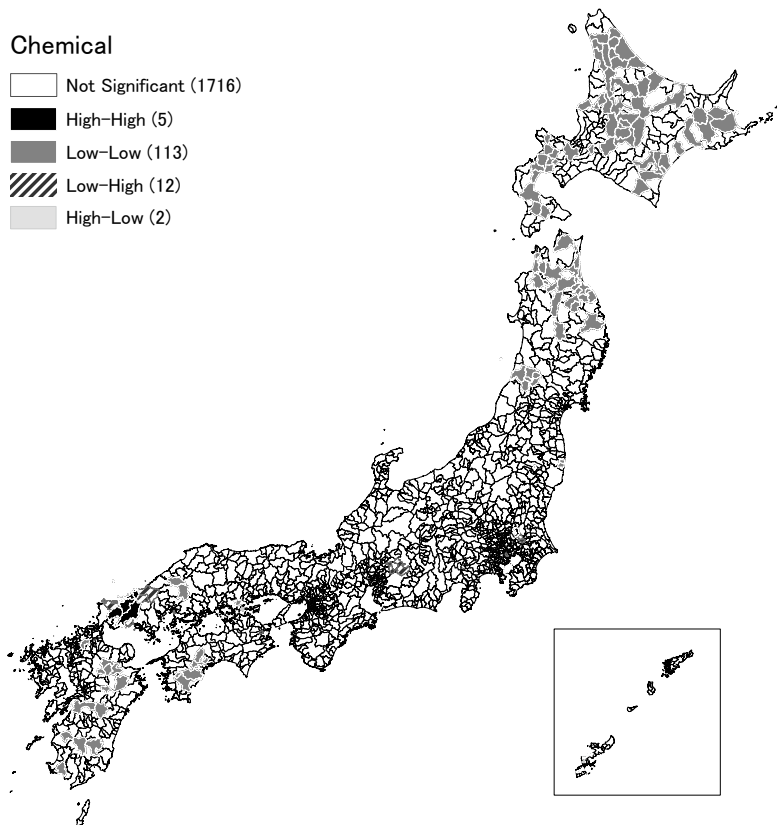 Chemical
Not Significant (1716)
High-High (5)
Low-Low (113)
Low-High (12)
High-Low (2)